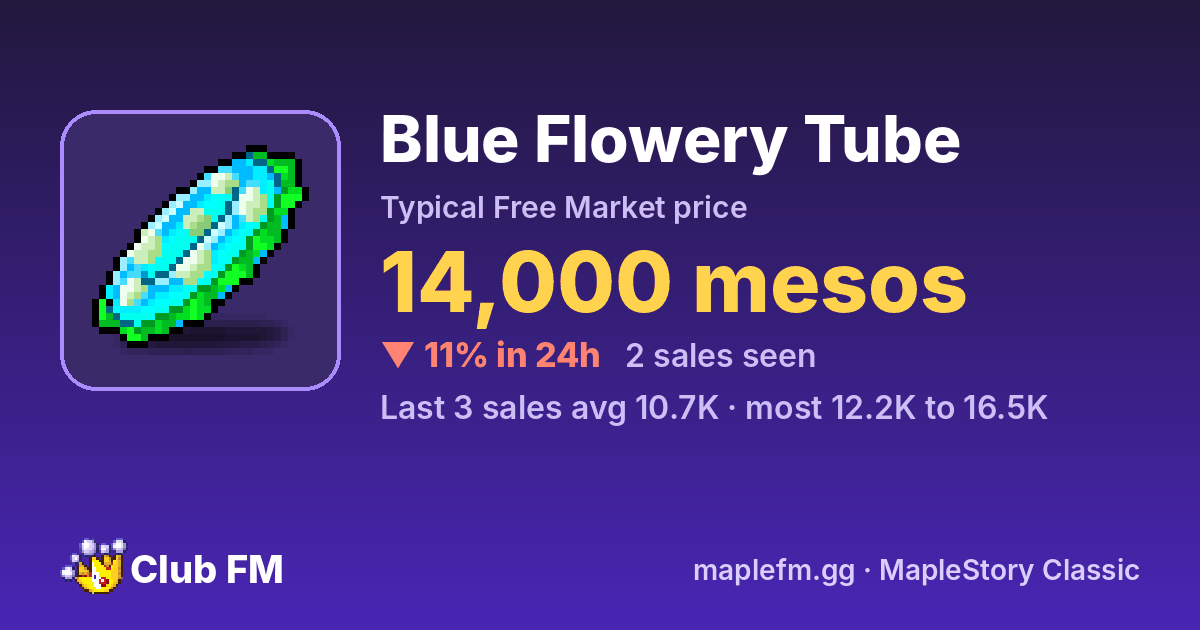 Blue Flowery Tube
Typical Free Market price
14,000 mesos
▼ 11% in 24h 2 sales seen
Last 3 sales avg 10.7K · most 12.2K to 16.5K
Club FM
maplefm.gg · MapleStory Classic